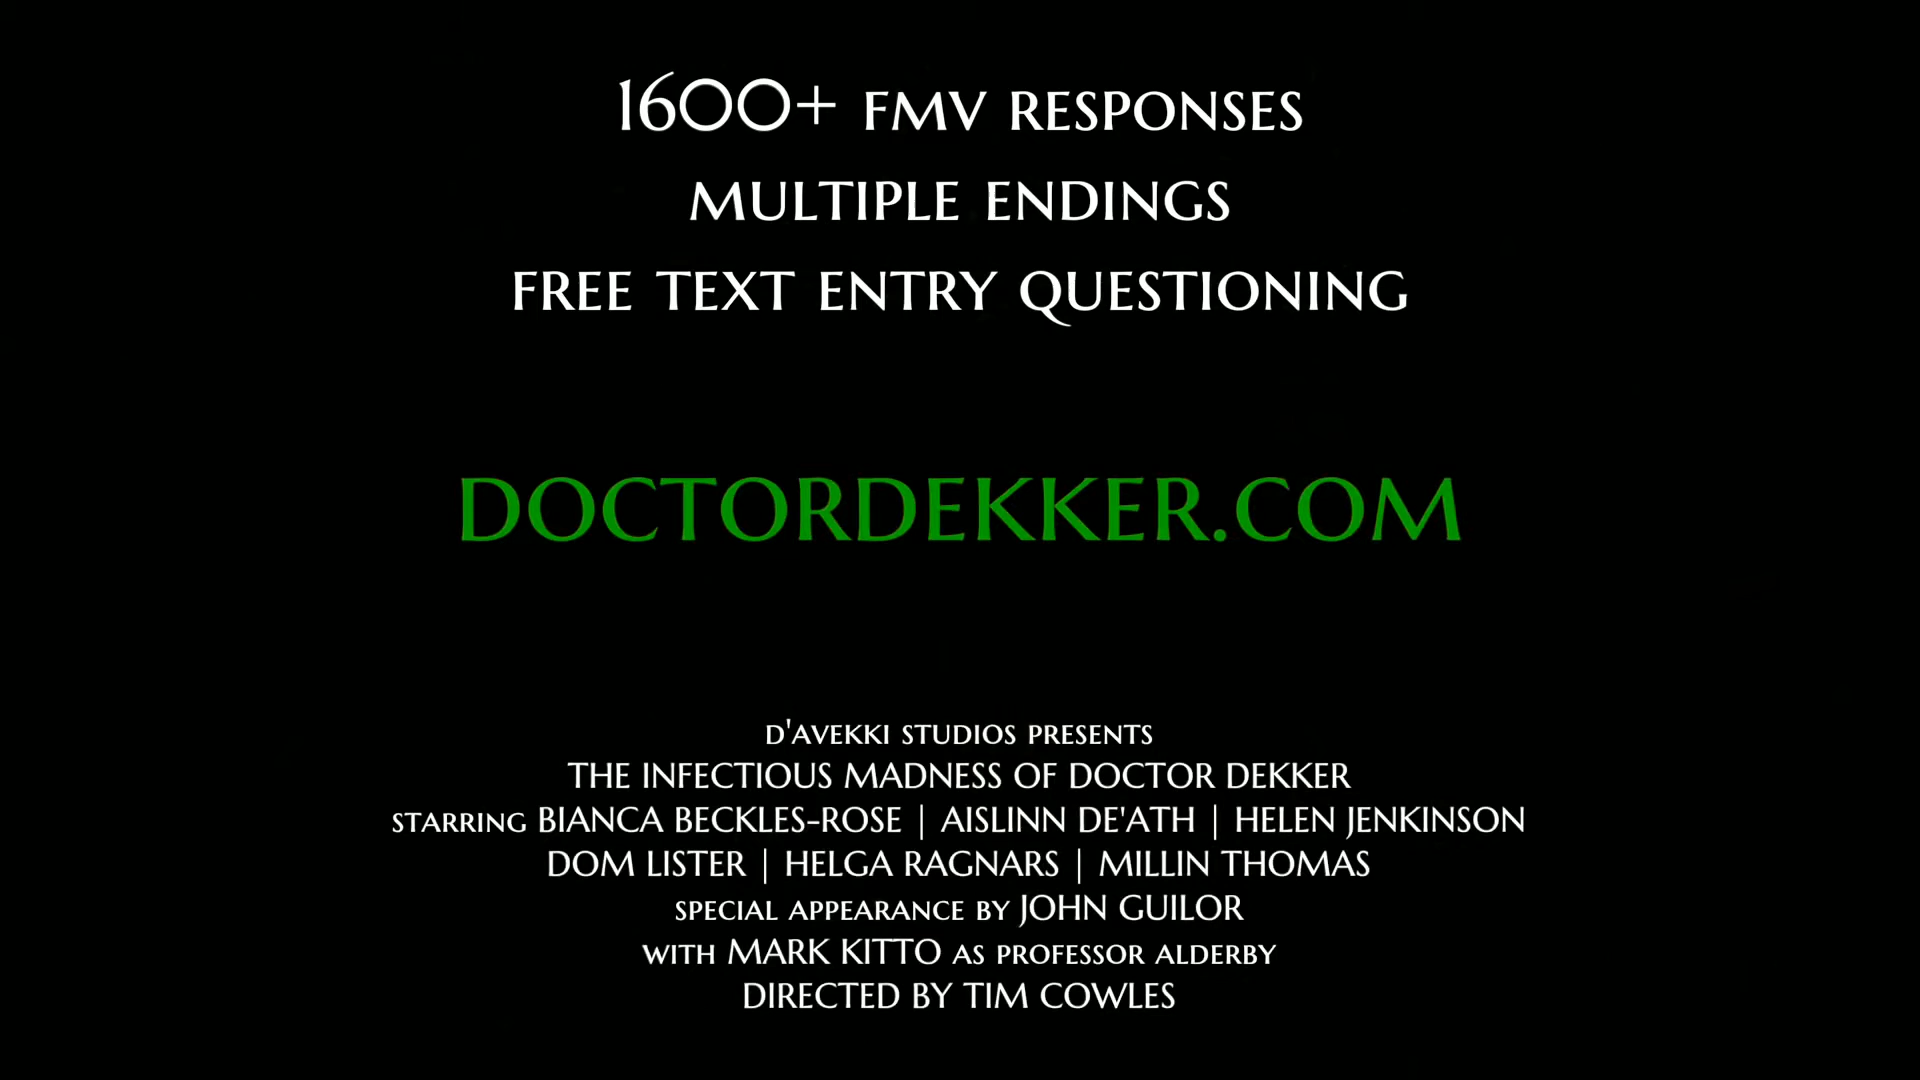 1600+ FMV RESPONSES
MULTIPLE ENDINGS
FREE TEXT ENTRY QUESTIONING
DOCTORDEKKER.COM
D'AVEKKI STUDIOS PRESENTS
THE INFECTIOUS MADNESS OF DOCTOR DEKKER
STARRING BIANCA BECKLES-ROSE | AISLINN DE'ATH | HELEN JENKINSON
DOM LISTER | HELGA RAGNARS | MILLIN THOMAS
SPECIAL APPEARANCE BY JOHN GUILOR
WITH MARK KITTO AS PROFESSOR ALDERBY
DIRECTED BY TIM COWLES